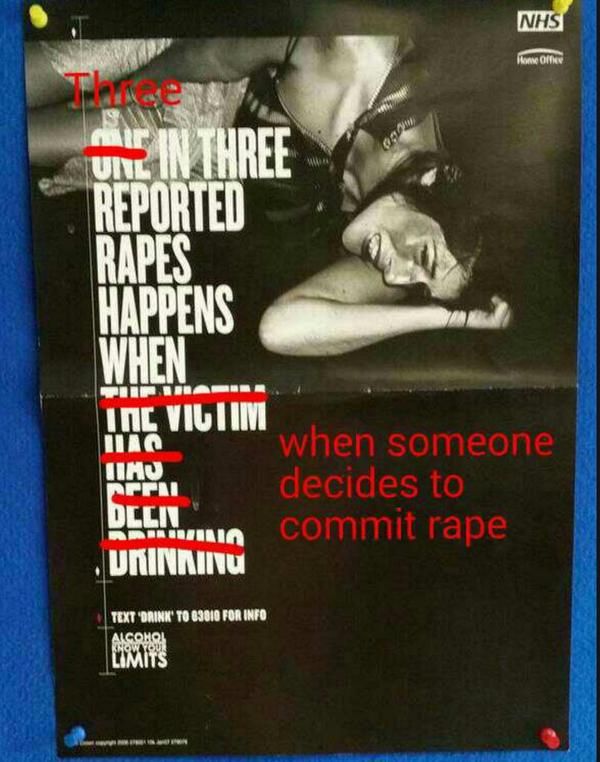 NHS
Home Office
Three
ONE IN THREE
REPORTED
RAPES
HAPPENS
WHEN
THE VICTIM
HAS
BEEN
DRINKING
when someone
decides to
commit rape
TEXT 'DRINK' TO 63010 FOR INFO
ALCOHOL
KNOW YOUR
LIMITS